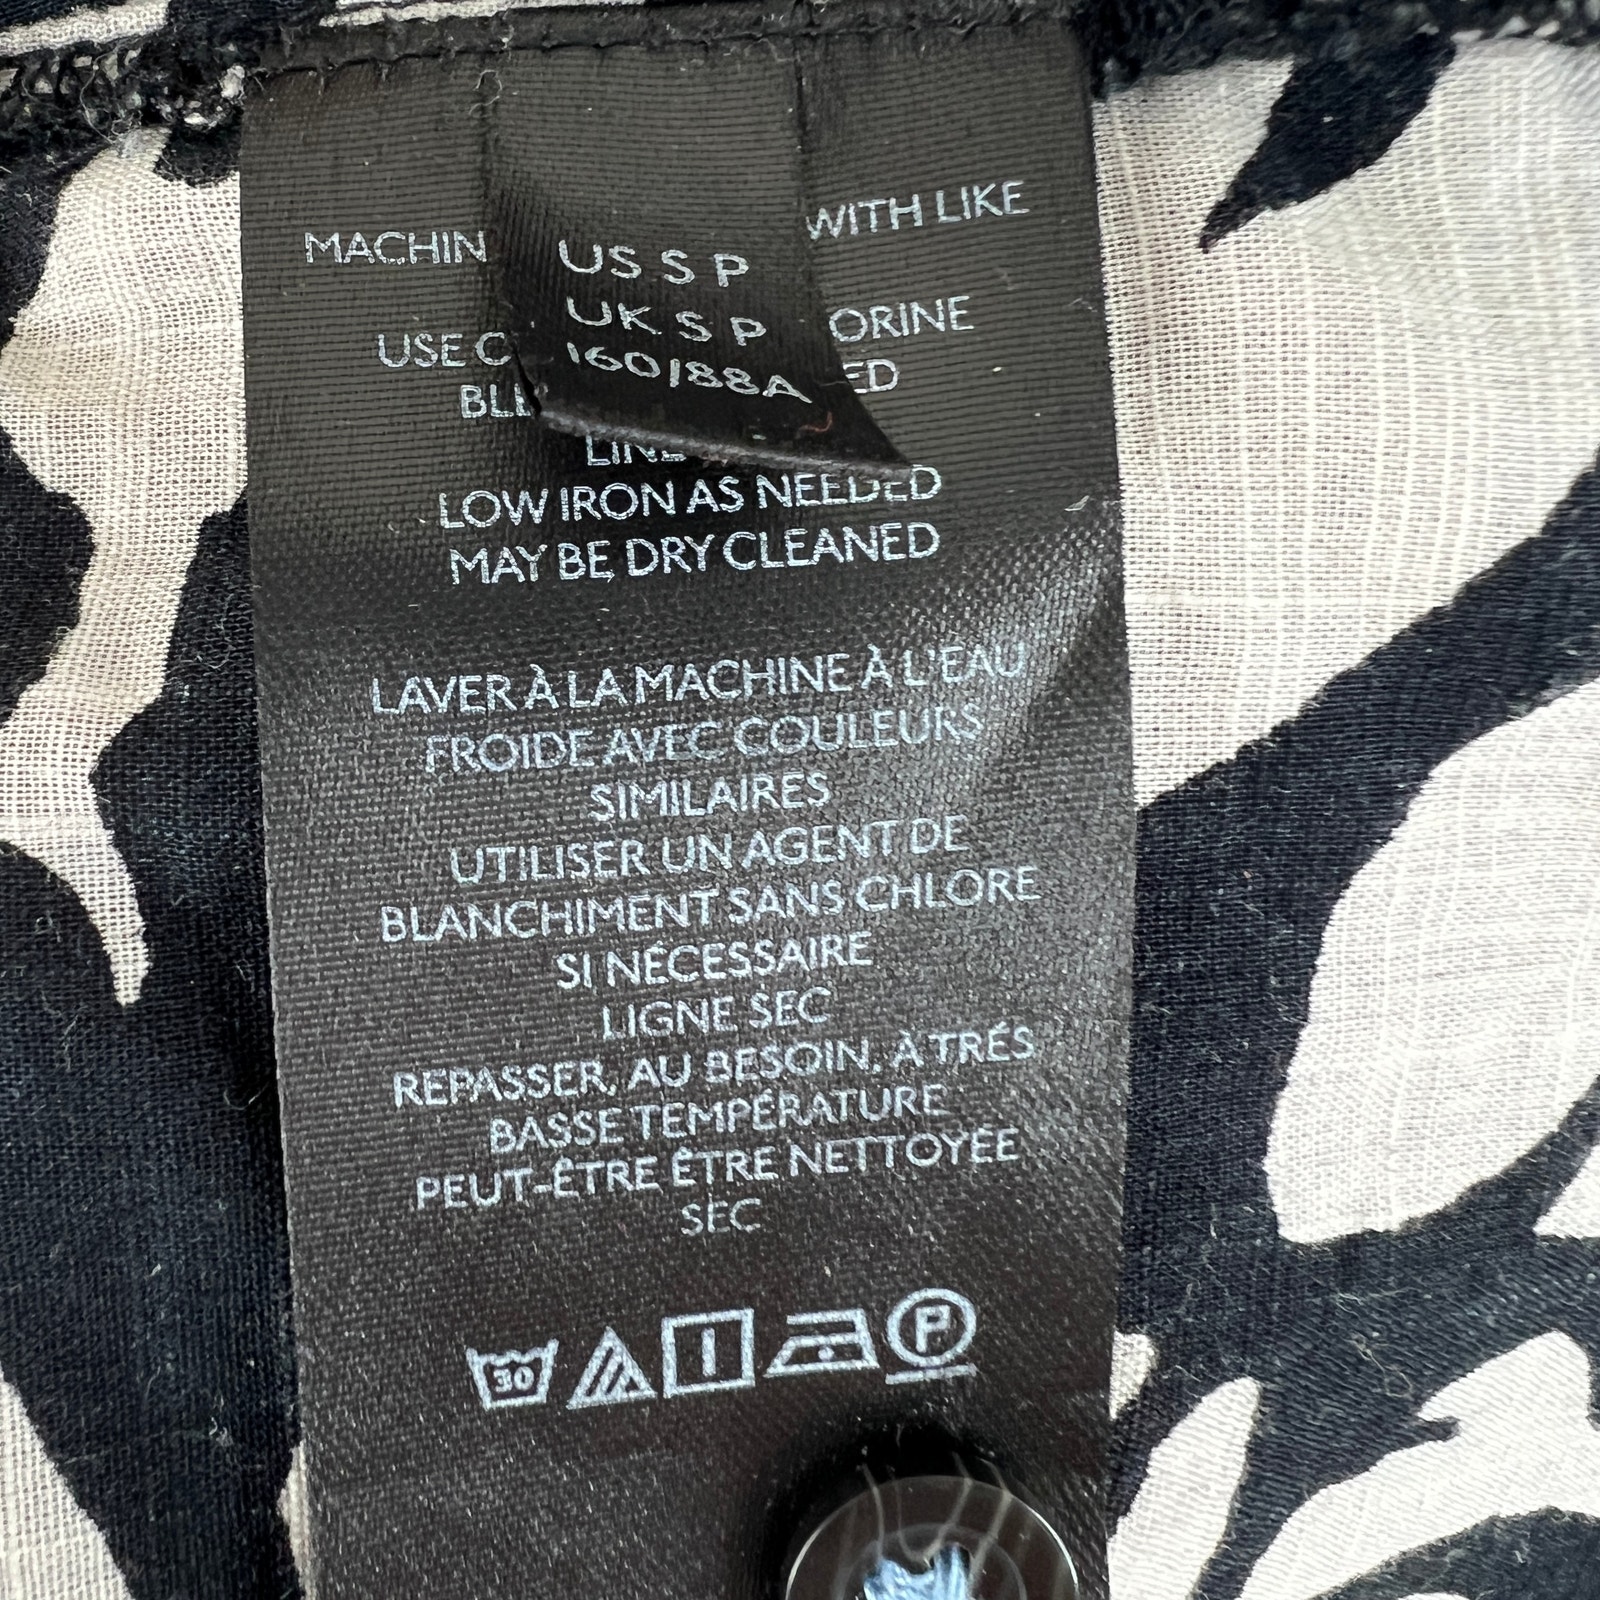 MACHIN WITH LIKE
US S P
UK S P
160/88A
USE C ORINE
ED
LOW IRON AS NEEDED
MAY BE DRY CLEANED
LAVER À LA MACHINE À L'EAU
FROIDE AVEC COULEURS
SIMILAIRES
UTILISER UN AGENT DE
BLANCHIMENT SANS CHLORE
SI NÉCESSAIRE
LIGNE SEC
REPASSER, AU BESOIN, À TRÉS
BASSE TEMPÉRATURE
PEUT-ÊTRE ÊTRE NETTOYÉE
SEC
30
P